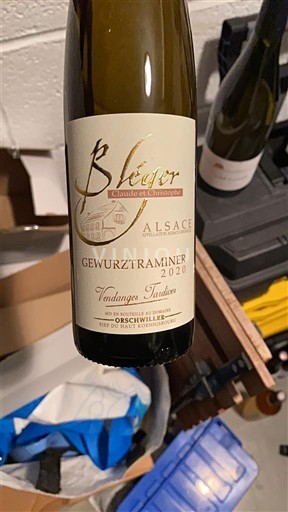 Bléger
Claude et Christophe
ALSACE
APPELLATION ALSACE CONTRÔLÉE
GEWURZTRAMINER
2020
Vendanges Tardives
MIS EN BOUTEILLE AU DOMAINE
ORSCHWILLER
FIEF DU HAUT KOENIGSBOURG